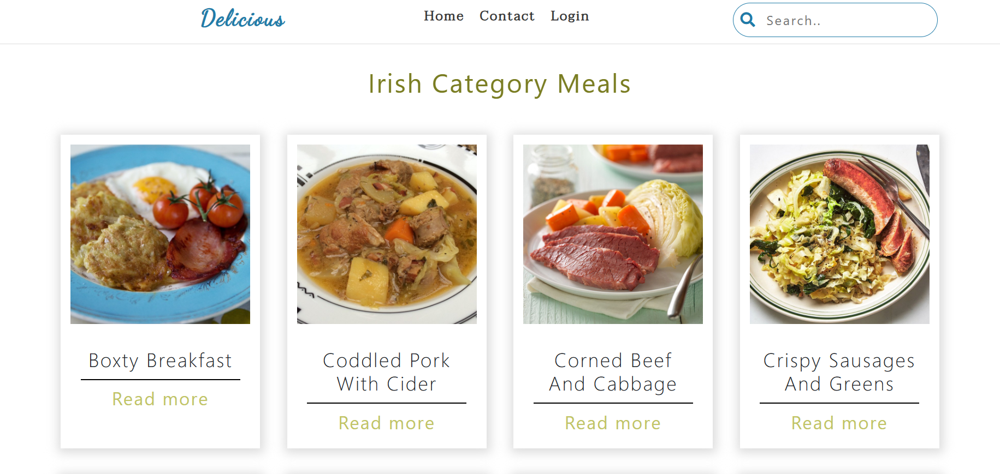 Delicious
Home Contact Login
Search..
Irish Category Meals
Boxty Breakfast
Read more
Coddled Pork
With Cider
Read more
Corned Beef
And Cabbage
Read more
Crispy Sausages
And Greens
Read more